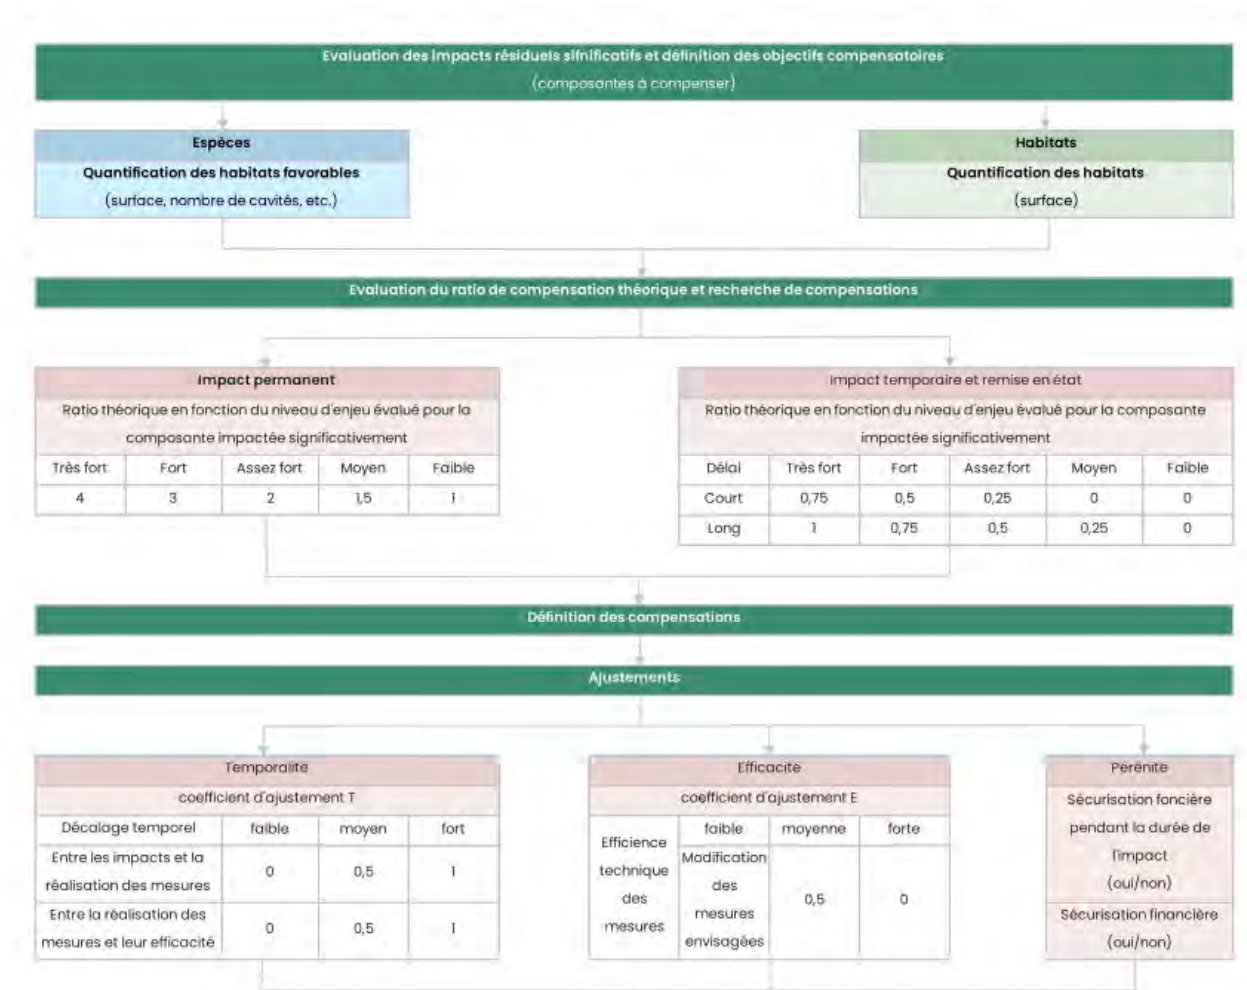 Evaluation des impacts résiduels sifnificatifs et définition des objectifs compensatoires
(composantes à compenser)
Espèces
Quantification des habitats favorables
(surface, nombre de cavités, etc.)
Habitats
Quantification des habitats
(surface)
Evaluation du ratio de compensation théorique et recherche de compensations
Impact permanent
Ratio théorique en fonction du niveau d'enjeu évalué pour la
composante impactée significativement
Très fort Fort Assez fort Moyen Faible
4 3 2 1,5 1
Impact temporaire et remise en état
Ratio théorique en fonction du niveau d'enjeu évalué pour la composante
impactée significativement
Délai Très fort Fort Assez fort Moyen Faible
Court 0,75 0,5 0,25 0 0
Long 1 0,75 0,5 0,25 0
Définition des compensations
Ajustements
Temporalité
coefficient d'ajustement T
Décalage temporel faible moyen fort
Entre les impacts et la
réalisation des mesures
0 0,5 1
Entre la réalisation des
mesures et leur efficacité
0 0,5 1
Efficacité
coefficient d'ajustement E
Efficience
technique
des
mesures
faible moyenne forte
Modification
des
mesures
envisagées
0,5 0
Pérénité
Sécurisation foncière
pendant la durée de
l'impact
(oui/non)
Sécurisation financière
(oui/non)